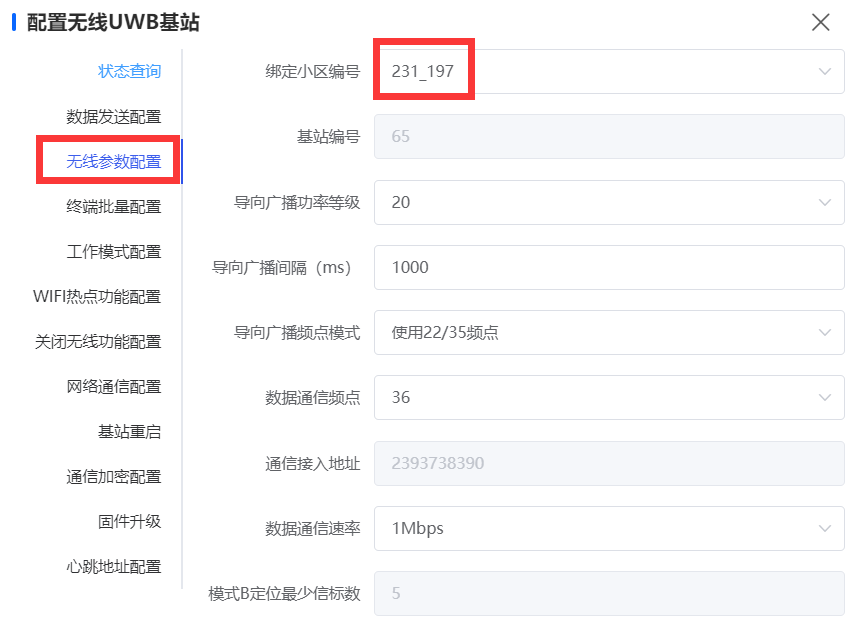 配置无线UWB基站
状态查询
数据发送配置
无线参数配置
终端批量配置
工作模式配置
WIFI热点功能配置
关闭无线功能配置
网络通信配置
基站重启
通信加密配置
固件升级
心跳地址配置
绑定小区编号 231_197
基站编号 65
导向广播功率等级 20
导向广播间隔（ms） 1000
导向广播频点模式 使用22/35频点
数据通信频点 36
通信接入地址 2393738390
数据通信速率 1Mbps
模式B定位最少信标数 5